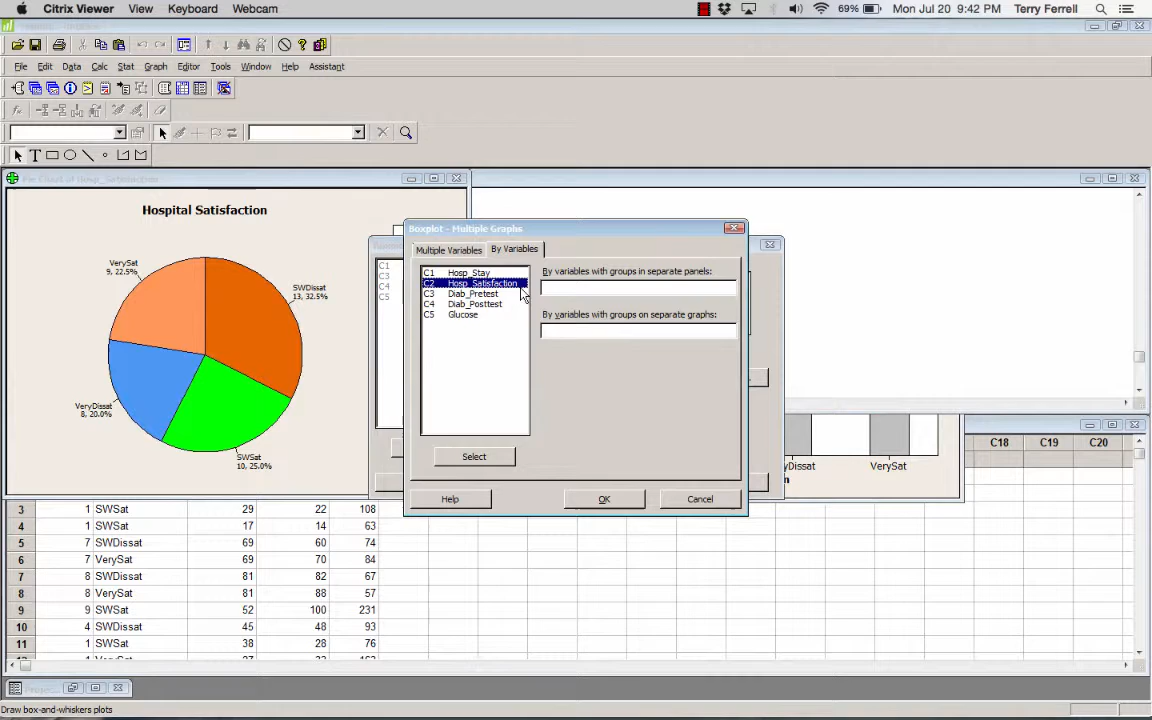 Citrix Viewer View Keyboard Webcam 69% Mon Jul 20 9:42 PM Terry Ferrell
File Edit Data Calc Stat Graph Editor Tools Window Help Assistant
Hospital Satisfaction
VerySat
9, 22.5%
SWDissat
13, 32.5%
VeryDissat
8, 20.0%
SWSat
10, 25.0%
Boxplot - Multiple Graphs
Multiple Variables By Variables
C1 Hosp_Stay
C2 Hosp_Satisfaction
C3 Diab_Pretest
C4 Diab_Posttest
C5 Glucose
By variables with groups in separate panels:
By variables with groups on separate graphs:
Select
Help OK Cancel
C1
C3
C4
C5
yDissat VerySat
n
C18 C19 C20
3 1 SWSat 29 22 108
4 1 SWSat 17 14 63
5 7 SWDissat 69 60 74
6 7 VerySat 69 70 84
7 8 SWDissat 81 82 67
8 8 VerySat 81 88 57
9 9 SWSat 52 100 231
10 4 SWDissat 45 48 93
11 1 SWSat 38 28 76
Draw box-and-whiskers plots